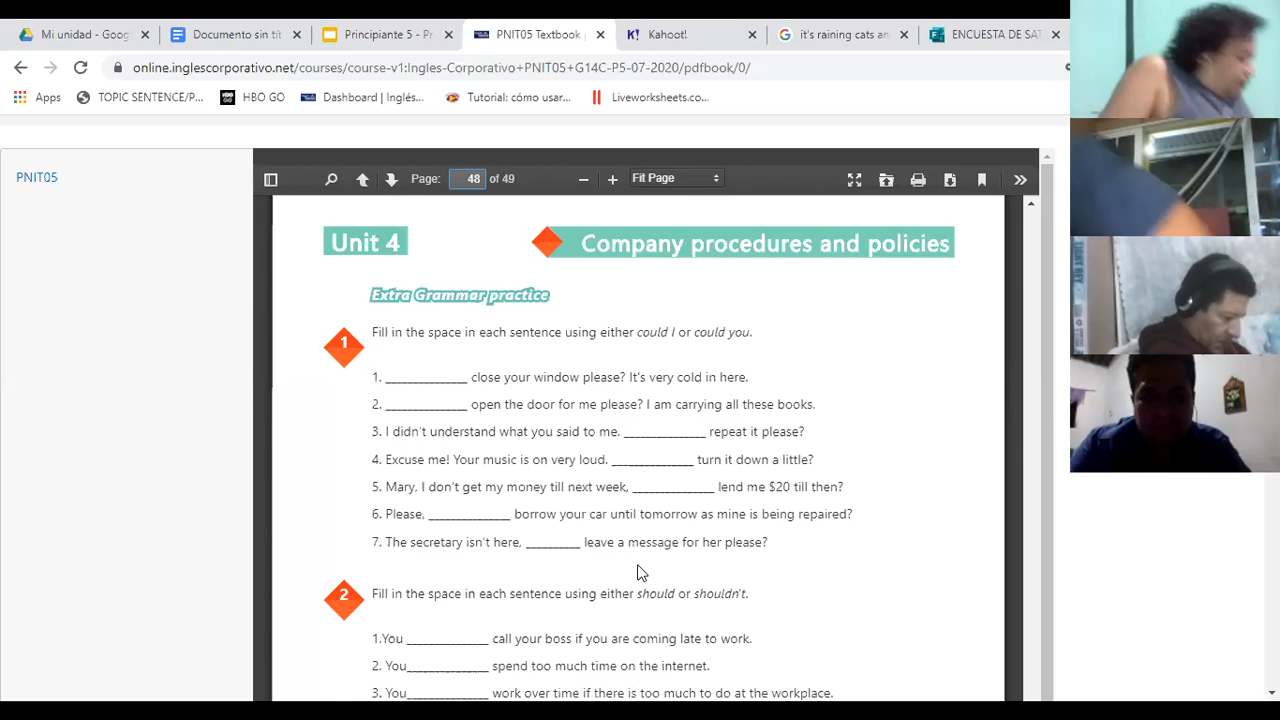 Mi unidad - Goog
Documento sin tít
Principiante 5 - Pr
PNIT05 Textbook
Kahoot!
it's raining cats an
ENCUESTA DE SAT
online.inglescorporativo.net/courses/course-v1:Ingles-Corporativo+PNIT05+G14C-P5-07-2020/pdfbook/0/
Apps
TOPIC SENTENCE/P...
HBO GO
Dashboard | Inglés...
Tutorial: cómo usar...
Liveworksheets.co...
PNIT05
Page: 48 of 49
Fit Page
Unit 4
Company procedures and policies
Extra Grammar practice
1
Fill in the space in each sentence using either could I or could you.
1. ______________ close your window please? It's very cold in here.
2. ______________ open the door for me please? I am carrying all these books.
3. I didn't understand what you said to me. ______________ repeat it please?
4. Excuse me! Your music is on very loud. ______________ turn it down a little?
5. Mary, I don't get my money till next week, ______________ lend me $20 till then?
6. Please, ______________ borrow your car until tomorrow as mine is being repaired?
7. The secretary isn't here, _________ leave a message for her please?
2
Fill in the space in each sentence using either should or shouldn't.
1.You ______________ call your boss if you are coming late to work.
2. You______________ spend too much time on the internet.
3. You______________ work over time if there is too much to do at the workplace.